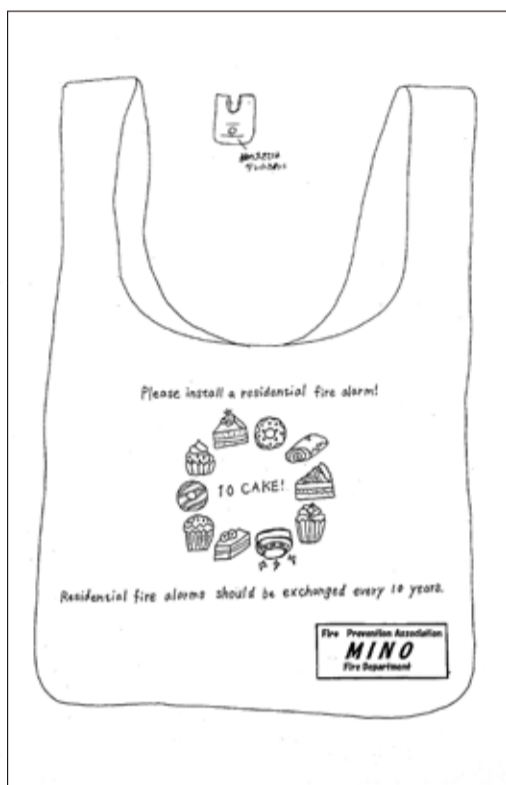 Please install a residential fire alarm!
10 CAKE!
Residential fire alarms should be exchanged every 10 years.
Fire Prevention Association
MINO
Fire Department